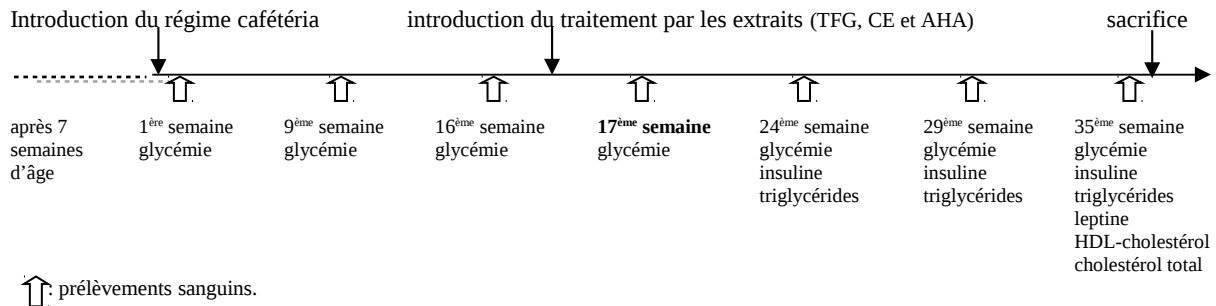 Introduction du régime cafétéria
introduction du traitement par les extraits (TFG, CE et AHA)
sacrifice
après 7
semaines
d’âge
1ère semaine
glycémie
9ème semaine
glycémie
16ème semaine
glycémie
17ème semaine
glycémie
24ème semaine
glycémie
insuline
triglycérides
29ème semaine
glycémie
insuline
triglycérides
35ème semaine
glycémie
insuline
triglycérides
leptine
HDL-cholestérol
cholestérol total
: prélèvements sanguins.